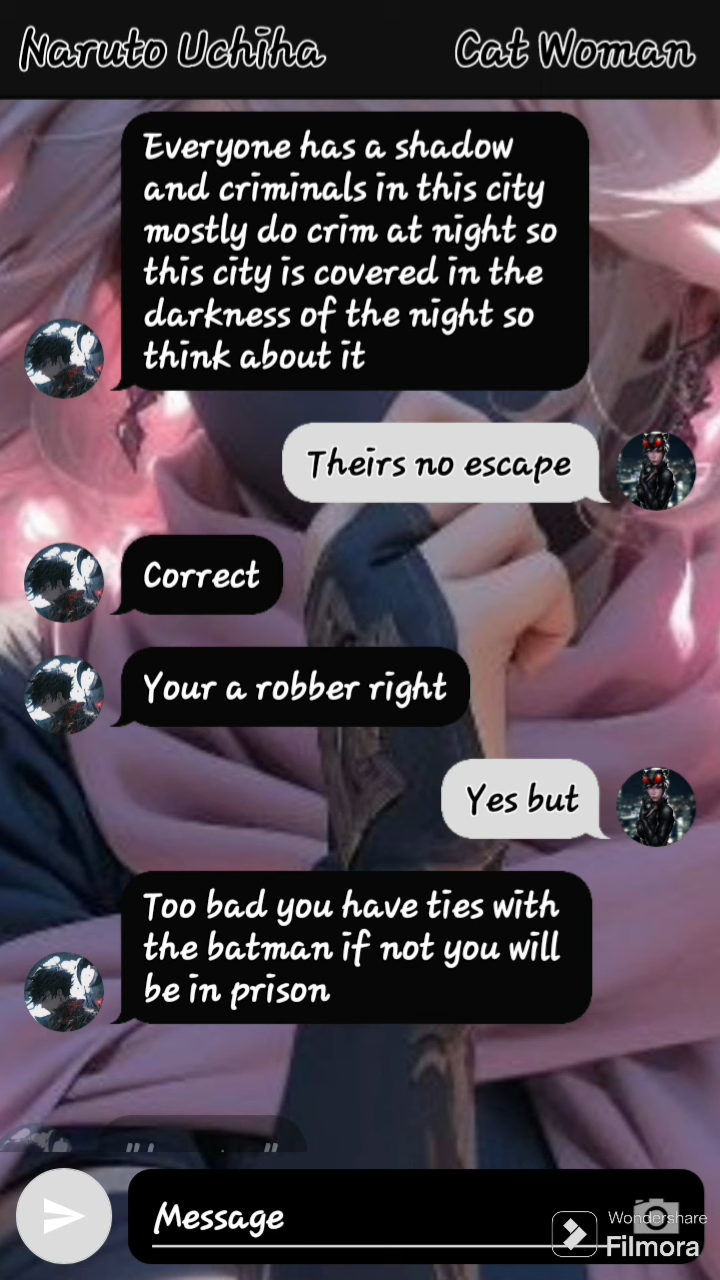 Naruto Uchiha Cat Woman
Everyone has a shadow
and criminals in this city
mostly do crim at night so
this city is covered in the
darkness of the night so
think about it
Theirs no escape
Correct
Your a robber right
Yes but
Too bad you have ties with
the batman if not you will
be in prison
Message
Wondershare
Filmora